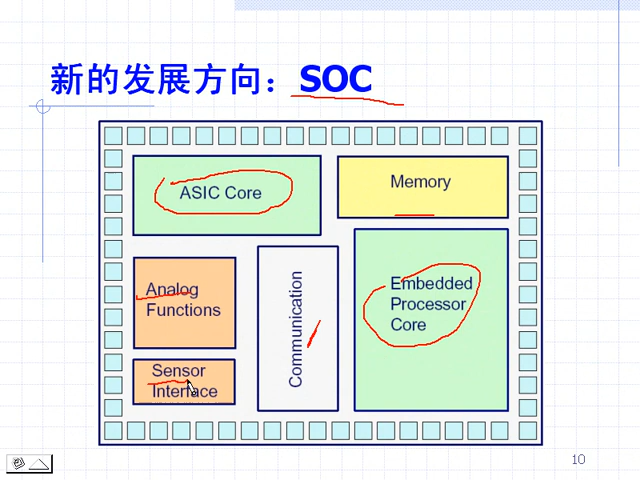 新的发展方向：SOC
ASIC Core
Memory
Analog
Functions
Communication
Embedded
Processor
Core
Sensor
Interface
10